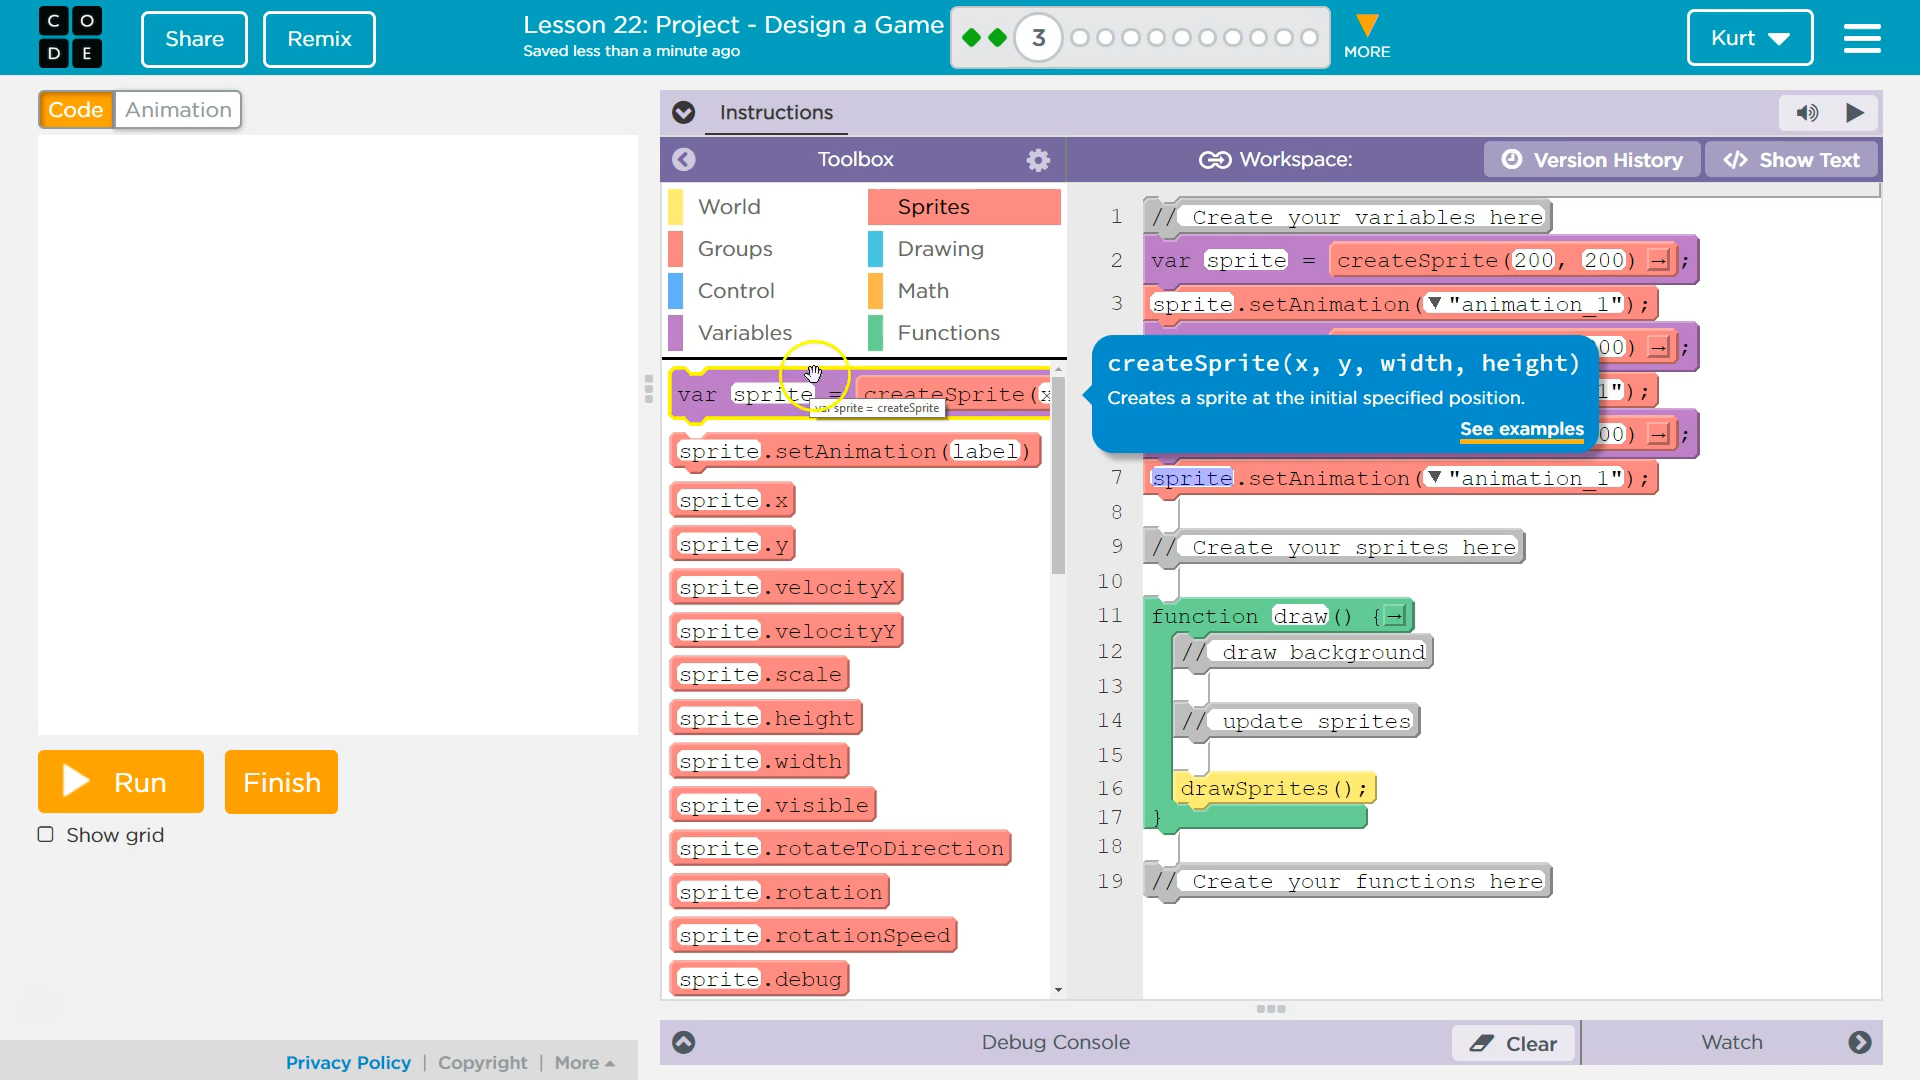 C O
D E
Share
Remix
Lesson 22: Project - Design a Game
Saved less than a minute ago
3
MORE
Kurt
Code
Animation
Instructions
Toolbox
Workspace:
Version History
</> Show Text
World
Sprites
Groups
Drawing
Control
Math
Variables
Functions
var sprite = createSprite(x
var sprite = createSprite
sprite.setAnimation(label)
sprite.x
sprite.y
sprite.velocityX
sprite.velocityY
sprite.scale
sprite.height
sprite.width
sprite.visible
sprite.rotateToDirection
sprite.rotation
sprite.rotationSpeed
sprite.debug
1 // Create your variables here
2 var sprite = createSprite(200, 200) → ;
3 sprite.setAnimation(▼"animation_1");
00) → ;
createSprite(x, y, width, height)
Creates a sprite at the initial specified position.
See examples
1");
00) → ;
7 sprite.setAnimation(▼"animation_1");
8
9 // Create your sprites here
10
11 function draw() {→
12 // draw background
13
14 // update sprites
15
16 drawSprites();
17 }
18
19 // Create your functions here
Run
Finish
Show grid
Debug Console
Clear
Watch
Privacy Policy | Copyright | More